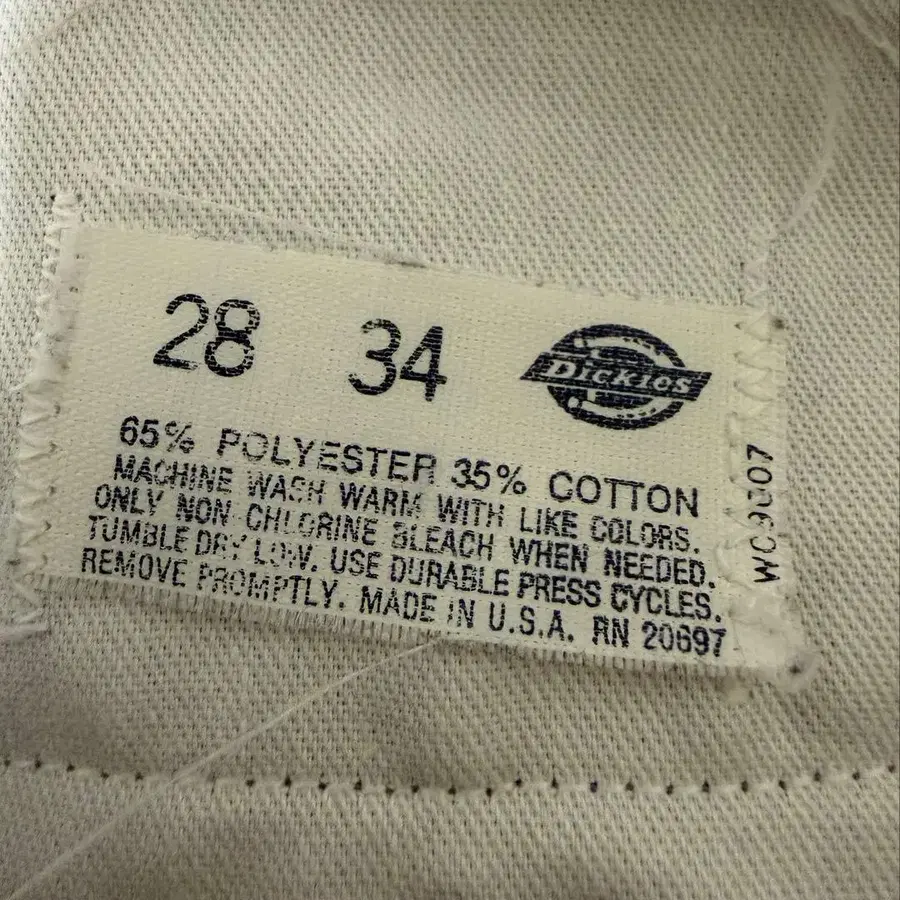 28 34
Dickies
65% POLYESTER 35% COTTON
MACHINE WASH WARM WITH LIKE COLORS.
ONLY NON-CHLORINE BLEACH WHEN NEEDED.
TUMBLE DRY LOW. USE DURABLE PRESS CYCLES.
REMOVE PROMPTLY. MADE IN U.S.A. RN 20697